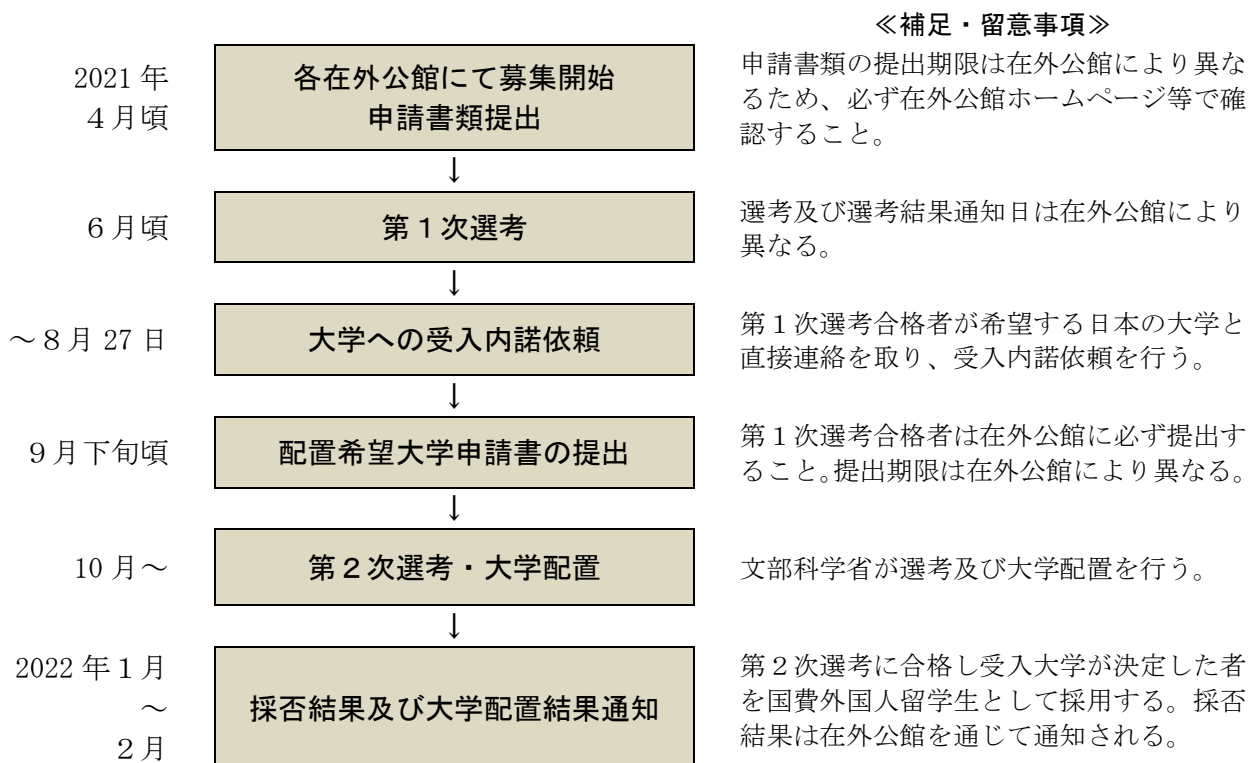 ≪補足・留意事項≫
2021 年
４月頃
各在外公館にて募集開始
申請書類提出
申請書類の提出期限は在外公館により異な
るため、必ず在外公館ホームページ等で確
認すること。
↓
６月頃
第１次選考
選考及び選考結果通知日は在外公館により
異なる。
↓
～８月 27 日
大学への受入内諾依頼
第１次選考合格者が希望する日本の大学と
直接連絡を取り、受入内諾依頼を行う。
↓
９月下旬頃
配置希望大学申請書の提出
第１次選考合格者は在外公館に必ず提出す
ること。提出期限は在外公館により異なる。
↓
10 月～
第２次選考・大学配置
文部科学省が選考及び大学配置を行う。
↓
2022 年１月
～
２月
採否結果及び大学配置結果通知
第２次選考に合格し受入大学が決定した者
を国費外国人留学生として採用する。採否
結果は在外公館を通じて通知される。